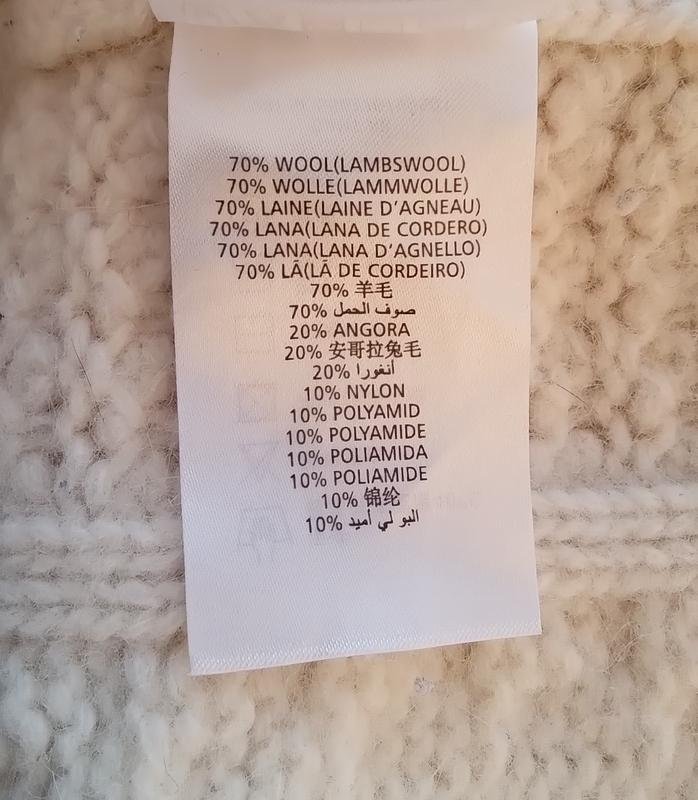 70% WOOL(LAMBSWOOL)
70% WOLLE(LAMMWOLLE)
70% LAINE(LAINE D'AGNEAU)
70% LANA(LANA DE CORDERO)
70% LANA(LANA D'AGNELLO)
70% LÃ(LÃ DE CORDEIRO)
70% 羊毛
70% صوف الحمل
20% ANGORA
20% 安哥拉兔毛
20% أنغورا
10% NYLON
10% POLYAMID
10% POLYAMIDE
10% POLIAMIDA
10% POLIAMIDE
10% 锦纶
10% البو لي أميد